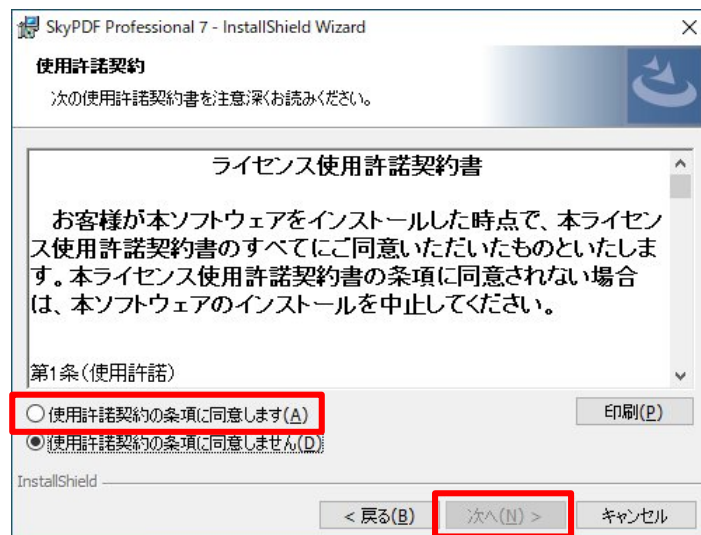 SkyPDF Professional 7 - InstallShield Wizard
使用許諾契約
次の使用許諾契約書を注意深くお読みください。
ライセンス使用許諾契約書
お客様が本ソフトウェアをインストールした時点で、本ライセン
ス使用許諾契約書のすべてにご同意いただいたものといたしま
す。本ライセンス使用許諾契約書の条項に同意されない場合
は、本ソフトウェアのインストールを中止してください。
第1条(使用許諾)
使用許諾契約の条項に同意します(A)
印刷(P)
使用許諾契約の条項に同意しません(D)
InstallShield
< 戻る(B)
次へ(N) >
キャンセル